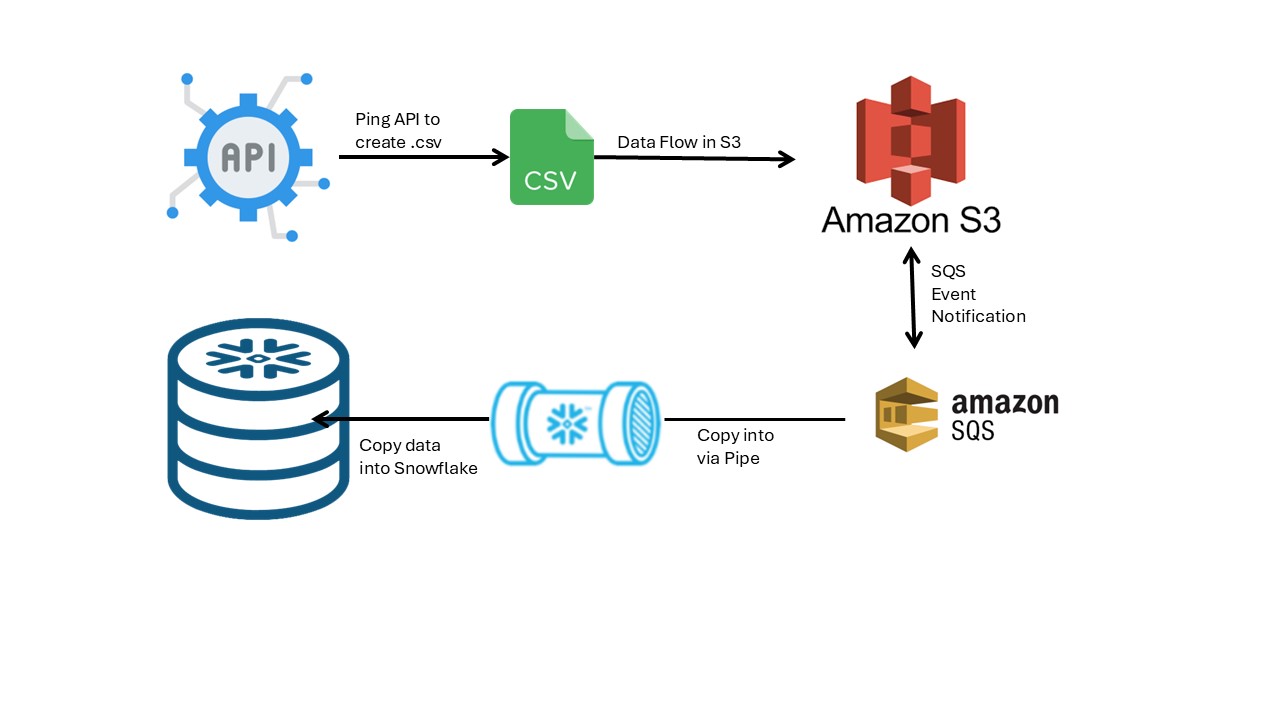 API
Ping API to
create .csv
CSV
Data Flow in S3
Amazon S3
SQS
Event
Notification
amazon
SQS
Copy into
via Pipe
Copy data
into Snowflake